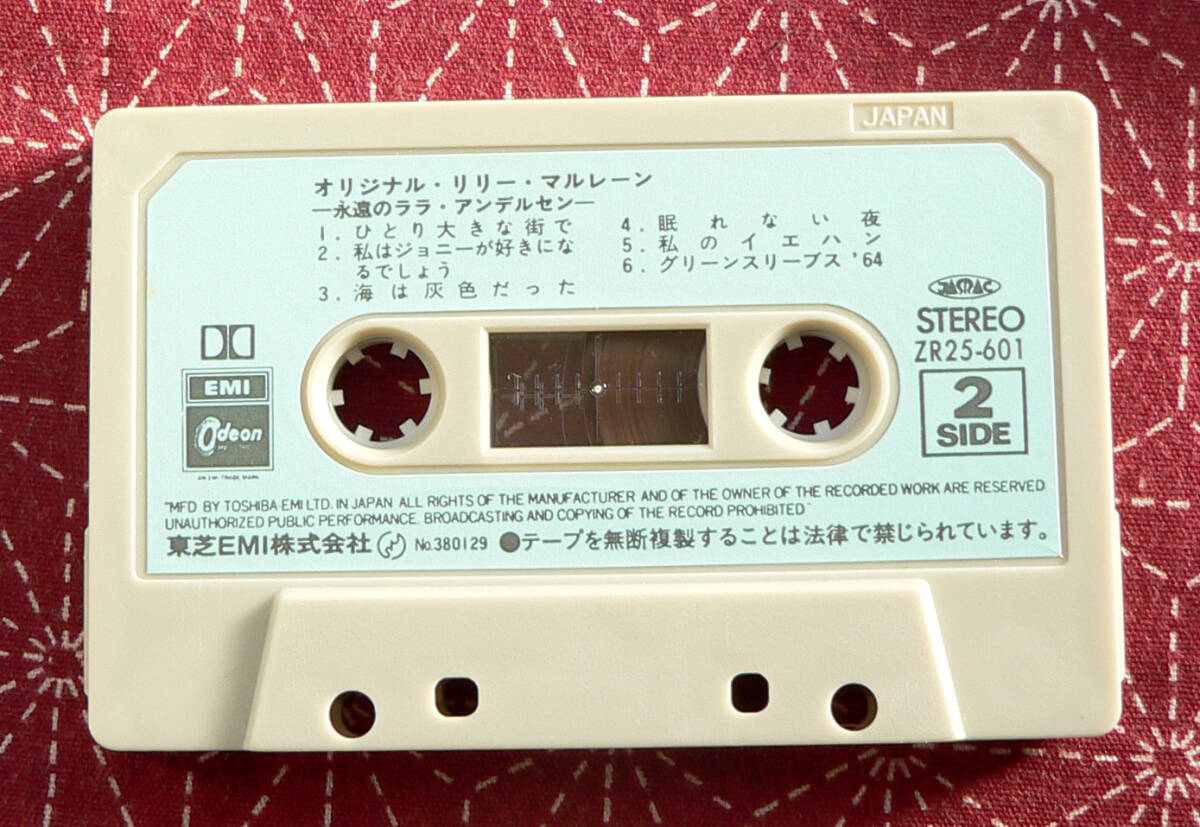 JAPAN
オリジナル・リリー・マルレーン
―永遠のララ・アンデルセン―
1. ひとり大きな街で
2. 私はジョニーが好きにな
るでしょう
3. 海は灰色だった
4. 眠れない夜
5. 私のイエハン
6. グリーンスリーブス '64
JASRAC
STEREO
ZR25-601
2
SIDE
EMI
Odeon
AN EMI TRADE MARK
"MFD BY TOSHIBA EMI LTD. IN JAPAN ALL RIGHTS OF THE MANUFACTURER AND OF THE OWNER OF THE RECORDED WORK ARE RESERVED
UNAUTHORIZED PUBLIC PERFORMANCE. BROADCASTING AND COPYING OF THE RECORD PROHIBITED"
東芝EMI株式会社 No.380129 ●テープを無断複製することは法律で禁じられています。